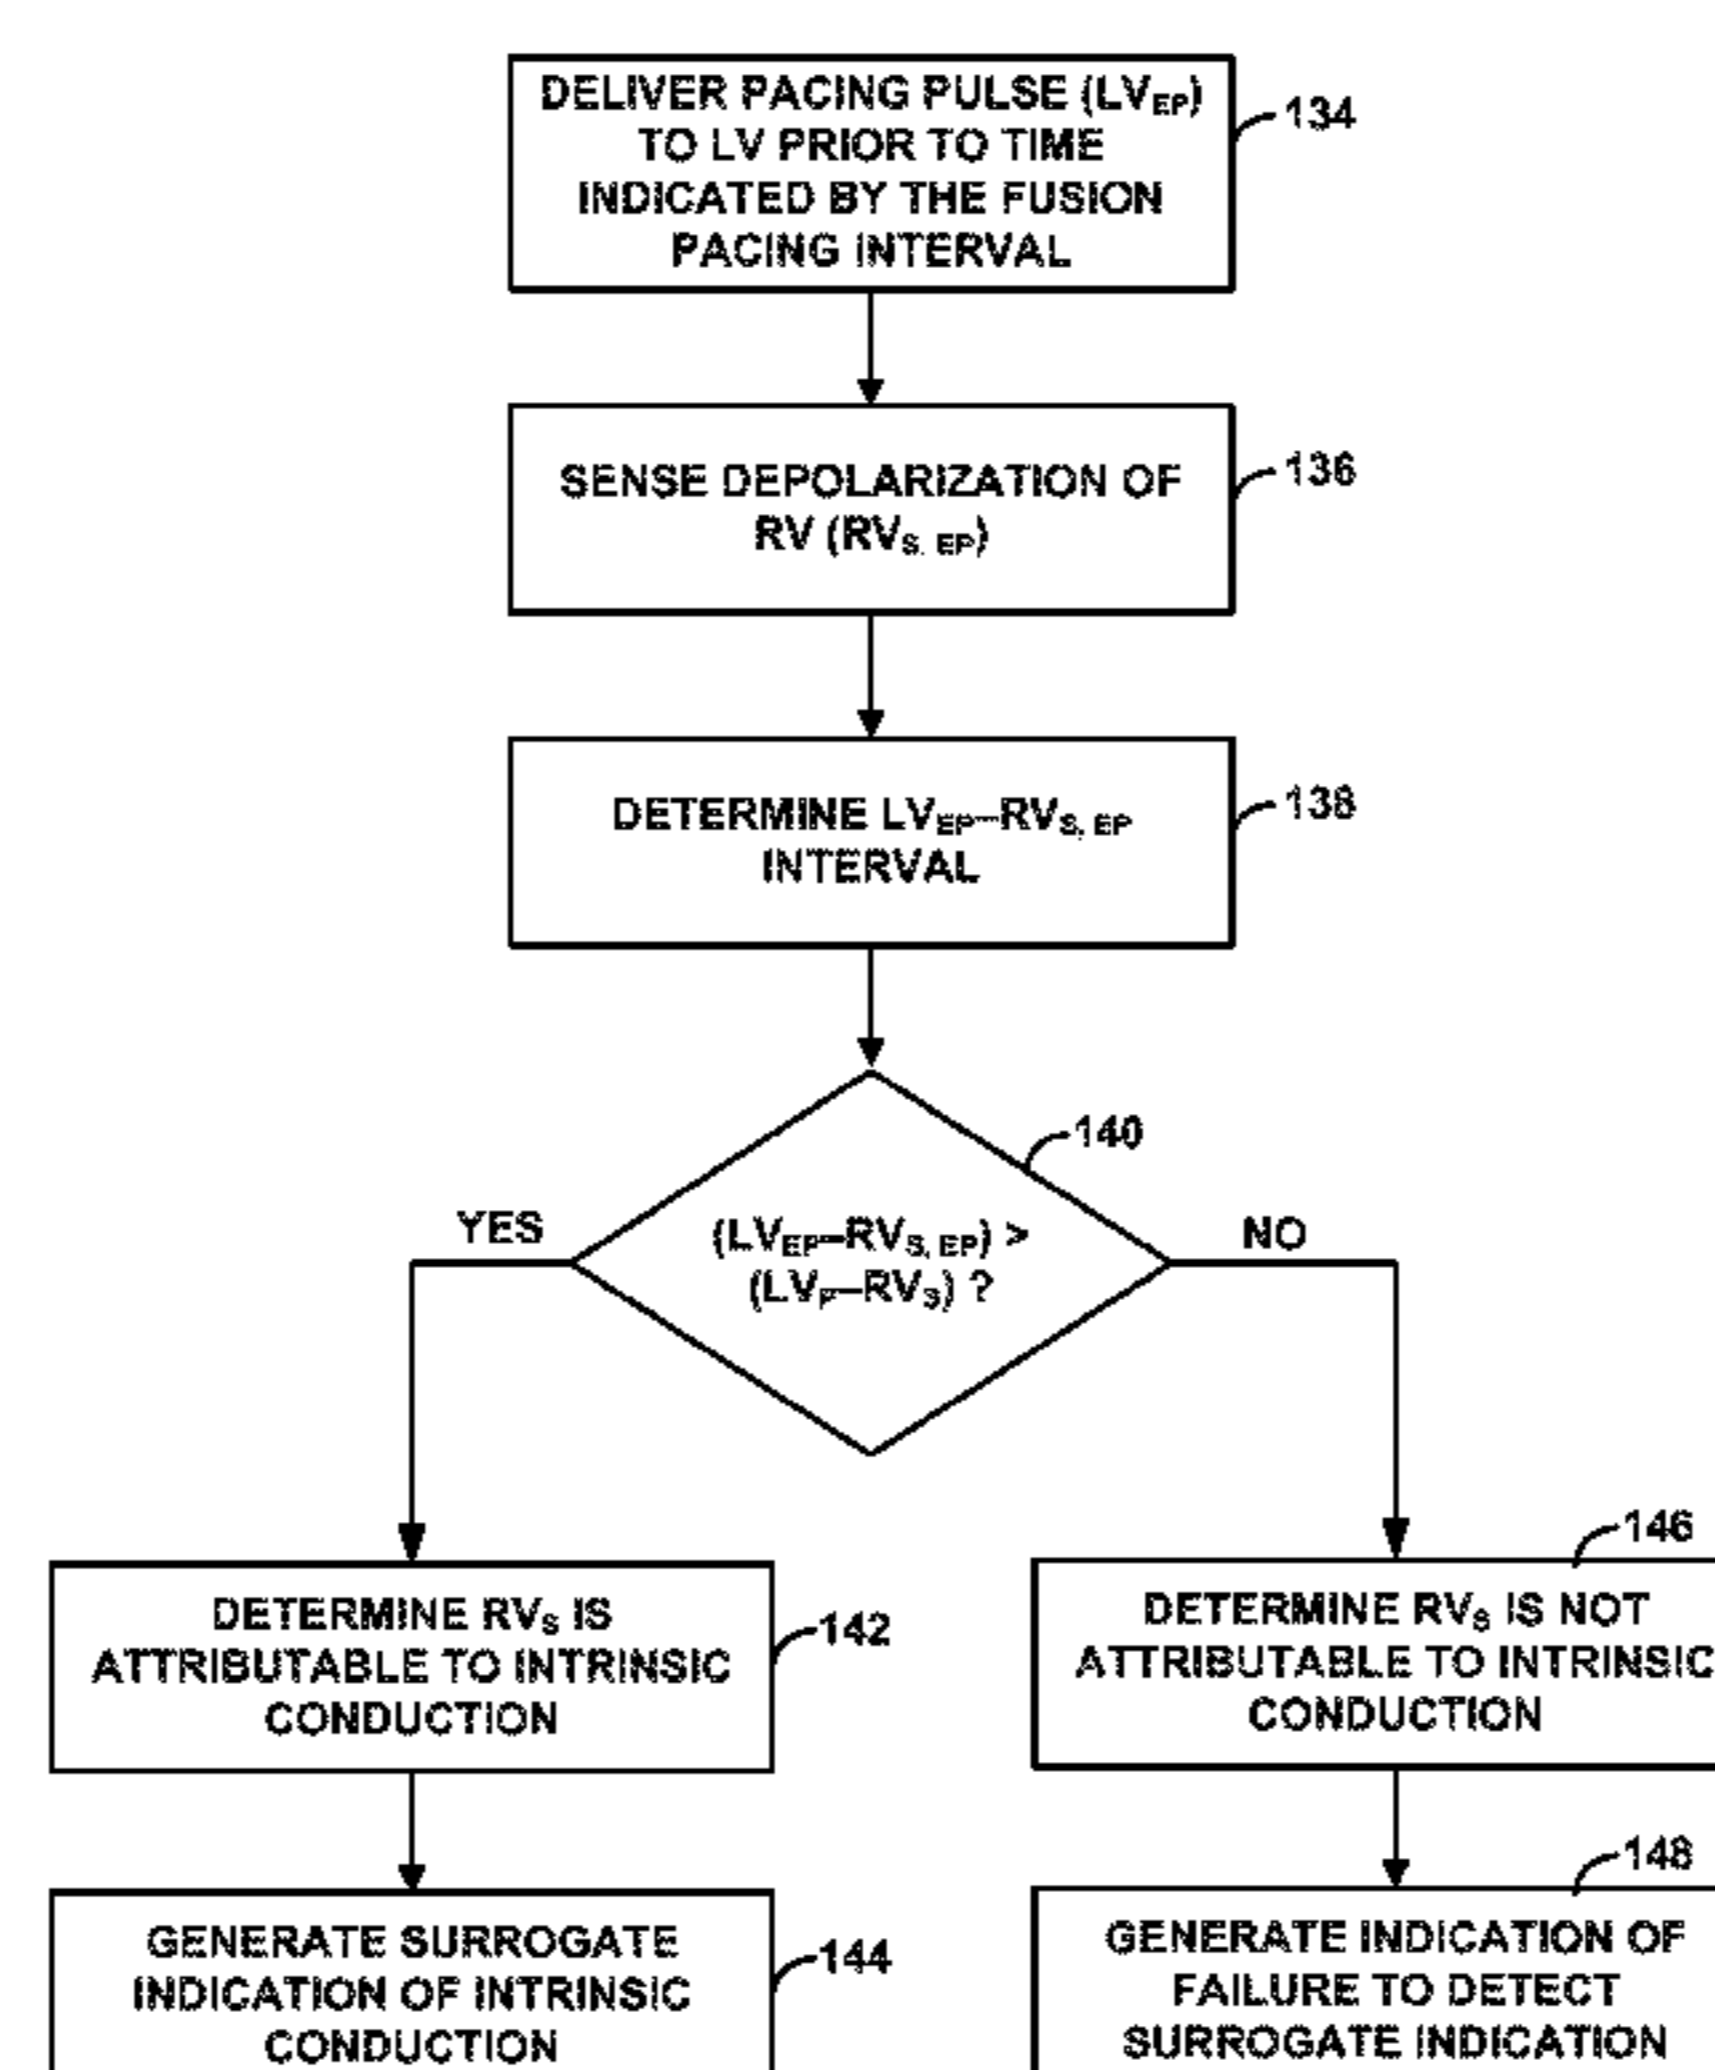 DELIVER PACING PULSE (LVEP)
TO LV PRIOR TO TIME
INDICATED BY THE FUSION
PACING INTERVAL
134
SENSE DEPOLARIZATION OF
RV (RVS, EP)
136
DETERMINE LVEP–RVS, EP
INTERVAL
138
140
YES
(LVEP–RVS, EP) >
(LVP–RVS) ?
NO
DETERMINE RVS IS
ATTRIBUTABLE TO INTRINSIC
CONDUCTION
142
146
DETERMINE RVS IS NOT
ATTRIBUTABLE TO INTRINSIC
CONDUCTION
GENERATE SURROGATE
INDICATION OF INTRINSIC
CONDUCTION
144
148
GENERATE INDICATION OF
FAILURE TO DETECT
SURROGATE INDICATION